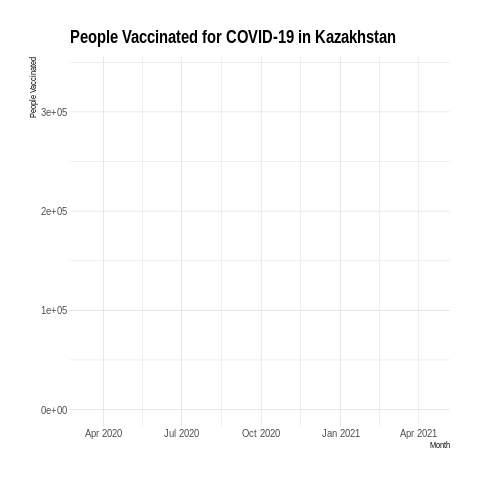 People Vaccinated for COVID-19 in Kazakhstan
People Vaccinated
3e+05
2e+05
1e+05
0e+00
Apr 2020 Jul 2020 Oct 2020 Jan 2021 Apr 2021
Month